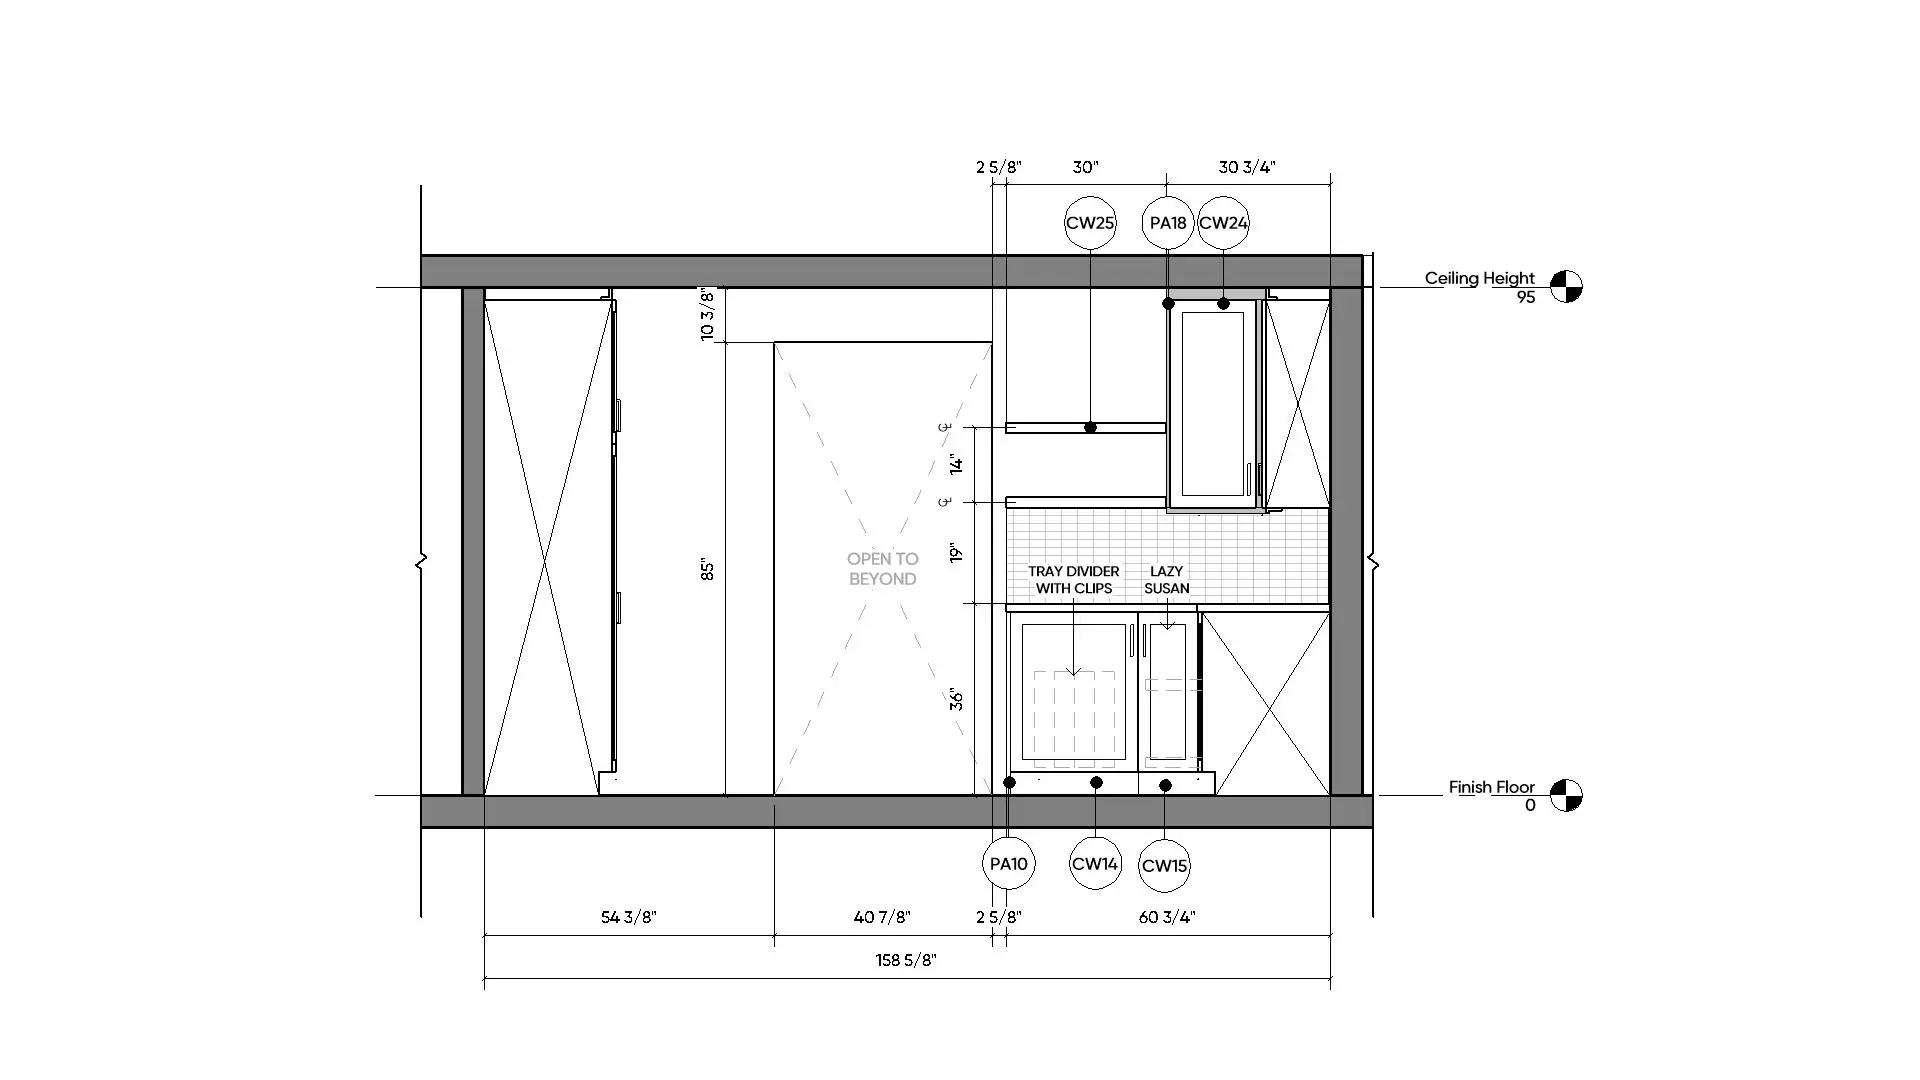 2 5/8"
30"
30 3/4"
CW25
PA18
CW24
Ceiling Height
95
10 3/8"
℄
14"
℄
85"
OPEN TO
BEYOND
19"
TRAY DIVIDER
WITH CLIPS
LAZY
SUSAN
36"
Finish Floor
0
PA10
CW14
CW15
54 3/8"
40 7/8"
2 5/8"
60 3/4"
158 5/8"